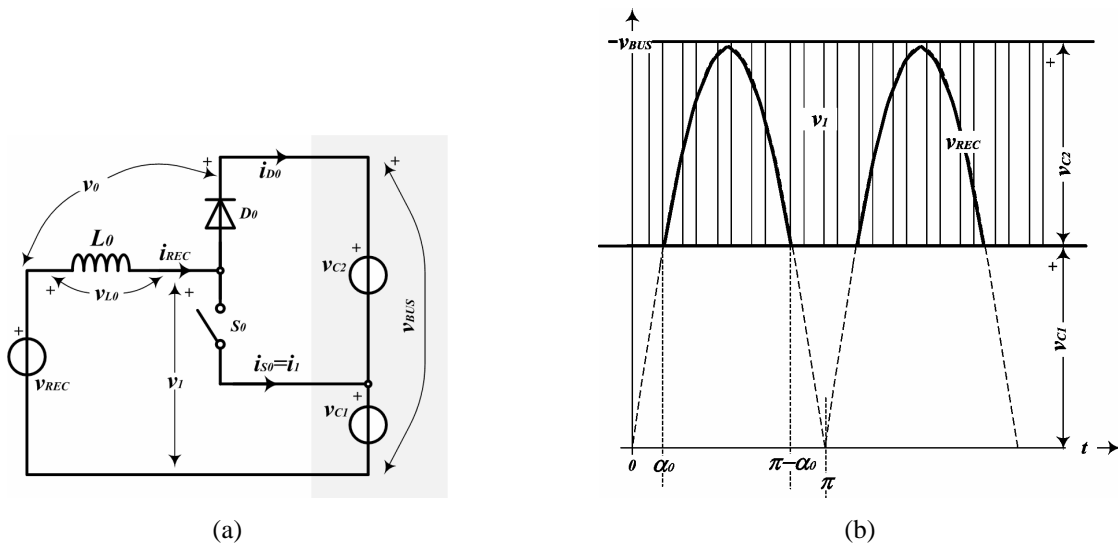 v0
+
iD0
+
D0
L0
iREC
+
vL0
+
S0
vC2
+
vBUS
+
vREC
v1
iS0=i1
vC1
+
(a)
vBUS
+
v1
vREC
vC2
+
vC1
0
α0
π−α0
π
t
(b)